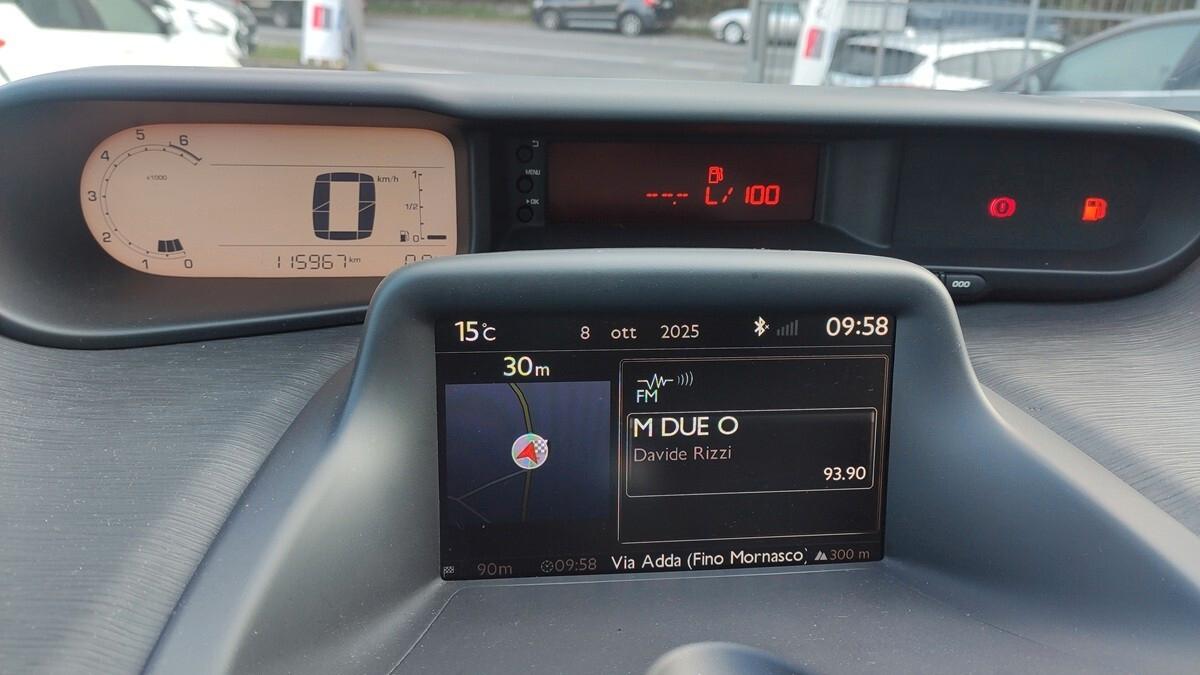 5
6
4
x1000
3
2
1
0
0
km/h
1
1/2
0
115967 km
MENU
OK
--.- L/100
15°C
8 ott 2025
09:58
30m
FM
M DUE O
Davide Rizzi
93.90
90m
09:58
Via Adda (Fino Mornasco)
300 m